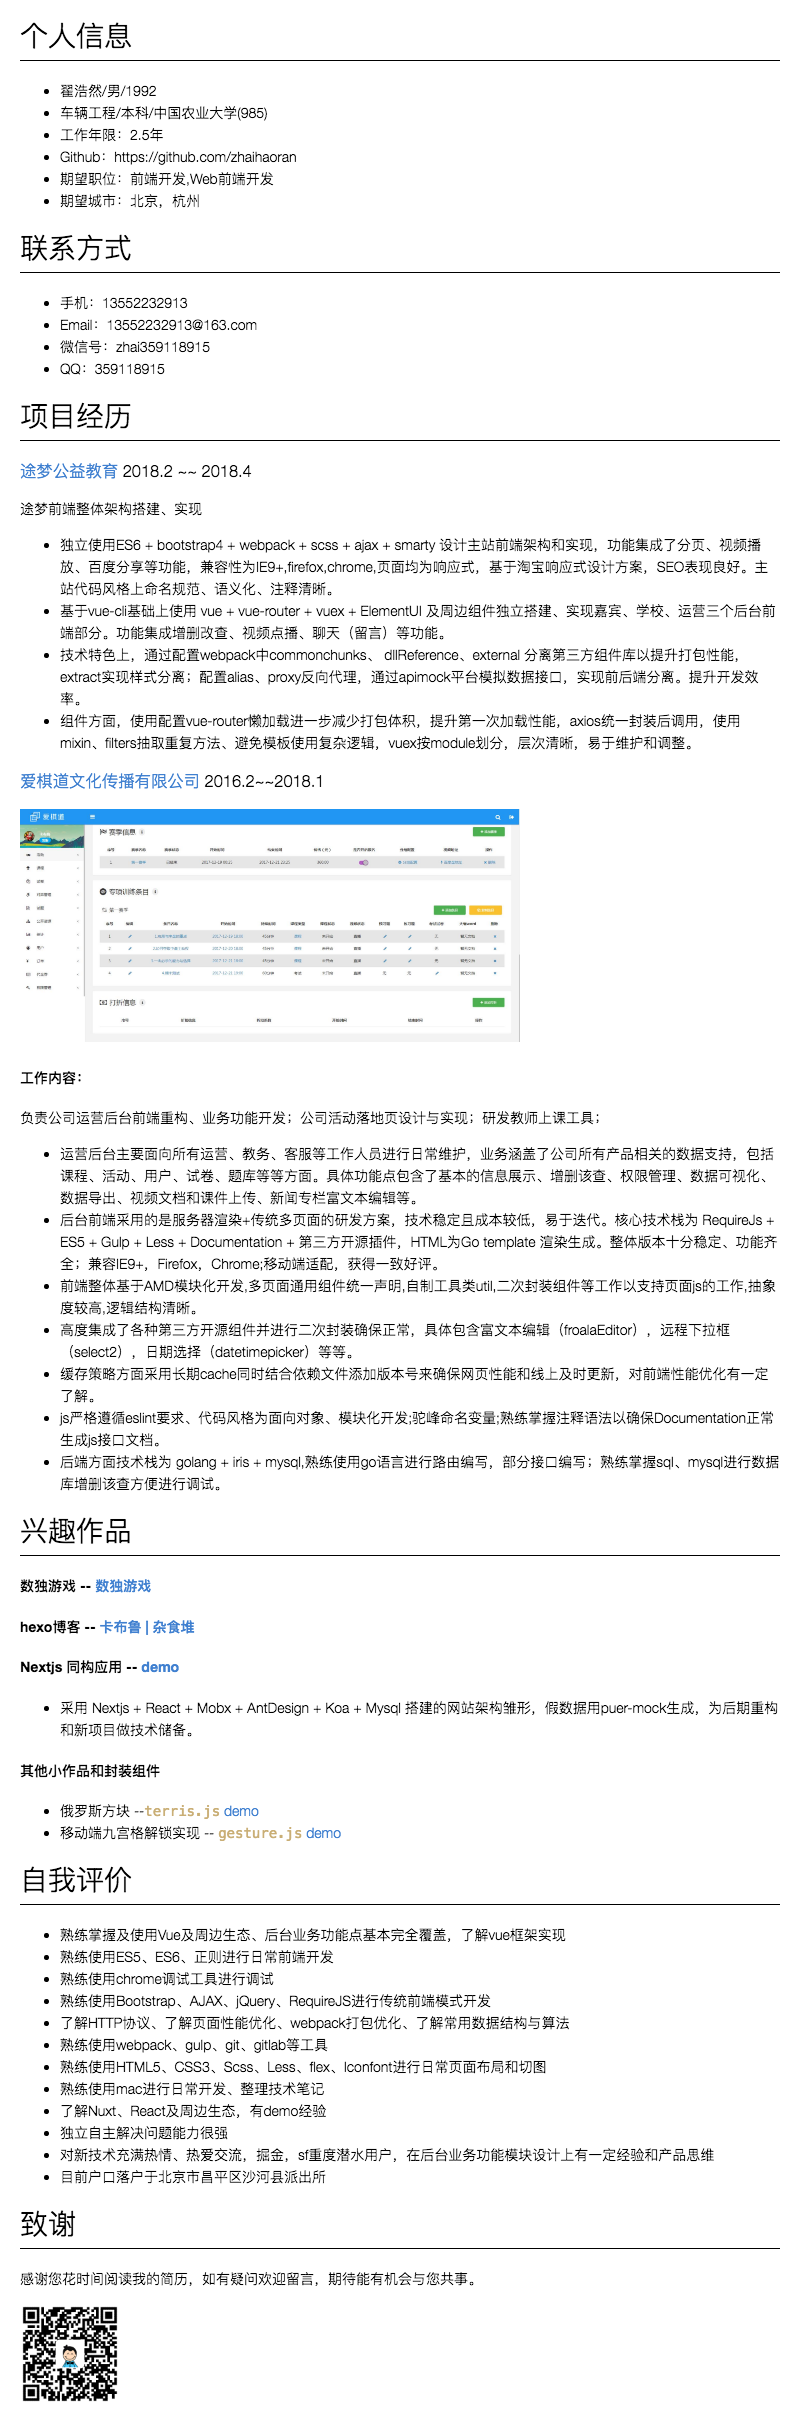 个人信息
翟浩然/男/1992
车辆工程/本科/中国农业大学(985)
工作年限：2.5年
Github：https://github.com/zhaihaoran
期望职位：前端开发,Web前端开发
期望城市：北京，杭州
联系方式
手机：13552232913
Email：13552232913@163.com
微信号：zhai359118915
QQ：359118915
项目经历
途梦公益教育 2018.2 ~~ 2018.4
途梦前端整体架构搭建、实现
独立使用ES6 + bootstrap4 + webpack + scss + ajax + smarty 设计主站前端架构和实现，功能集成了分页、视频播
放、百度分享等功能，兼容性为IE9+,firefox,chrome,页面均为响应式，基于淘宝响应式设计方案，SEO表现良好。主
站代码风格上命名规范、语义化、注释清晰。
基于vue-cli基础上使用 vue + vue-router + vuex + ElementUI 及周边组件独立搭建、实现嘉宾、学校、运营三个后台前
端部分。功能集成增删改查、视频点播、聊天（留言）等功能。
技术特色上，通过配置webpack中commonchunks、 dllReference、external 分离第三方组件库以提升打包性能，
extract实现样式分离；配置alias、proxy反向代理，通过apimock平台模拟数据接口，实现前后端分离。提升开发效
率。
组件方面，使用配置vue-router懒加载进一步减少打包体积，提升第一次加载性能，axios统一封装后调用，使用
mixin、filters抽取重复方法、避免模板使用复杂逻辑，vuex按module划分，层次清晰，易于维护和调整。
爱棋道文化传播有限公司 2016.2~~2018.1
爱棋道
赛季信息
专项训练条目
打折信息
工作内容：
负责公司运营后台前端重构、业务功能开发；公司活动落地页设计与实现；研发教师上课工具；
运营后台主要面向所有运营、教务、客服等工作人员进行日常维护，业务涵盖了公司所有产品相关的数据支持，包括
课程、活动、用户、试卷、题库等等方面。具体功能点包含了基本的信息展示、增删该查、权限管理、数据可视化、
数据导出、视频文档和课件上传、新闻专栏富文本编辑等。
后台前端采用的是服务器渲染+传统多页面的研发方案，技术稳定且成本较低，易于迭代。核心技术栈为 RequireJs +
ES5 + Gulp + Less + Documentation + 第三方开源插件，HTML为Go template 渲染生成。整体版本十分稳定、功能齐
全；兼容IE9+，Firefox，Chrome;移动端适配，获得一致好评。
前端整体基于AMD模块化开发,多页面通用组件统一声明,自制工具类util,二次封装组件等工作以支持页面js的工作,抽象
度较高,逻辑结构清晰。
高度集成了各种第三方开源组件并进行二次封装确保正常，具体包含富文本编辑（froalaEditor），远程下拉框
（select2），日期选择（datetimepicker）等等。
缓存策略方面采用长期cache同时结合依赖文件添加版本号来确保网页性能和线上及时更新，对前端性能优化有一定
了解。
js严格遵循eslint要求、代码风格为面向对象、模块化开发;驼峰命名变量;熟练掌握注释语法以确保Documentation正常
生成js接口文档。
后端方面技术栈为 golang + iris + mysql,熟练使用go语言进行路由编写，部分接口编写；熟练掌握sql、mysql进行数据
库增删该查方便进行调试。
兴趣作品
数独游戏 -- 数独游戏
hexo博客 -- 卡布鲁 | 杂食堆
Nextjs 同构应用 -- demo
采用 Nextjs + React + Mobx + AntDesign + Koa + Mysql 搭建的网站架构雏形，假数据用puer-mock生成，为后期重构
和新项目做技术储备。
其他小作品和封装组件
俄罗斯方块 --terris.js demo
移动端九宫格解锁实现 -- gesture.js demo
自我评价
熟练掌握及使用Vue及周边生态、后台业务功能点基本完全覆盖，了解vue框架实现
熟练使用ES5、ES6、正则进行日常前端开发
熟练使用chrome调试工具进行调试
熟练使用Bootstrap、AJAX、jQuery、RequireJS进行传统前端模式开发
了解HTTP协议、了解页面性能优化、webpack打包优化、了解常用数据结构与算法
熟练使用webpack、gulp、git、gitlab等工具
熟练使用HTML5、CSS3、Scss、Less、flex、Iconfont进行日常页面布局和切图
熟练使用mac进行日常开发、整理技术笔记
了解Nuxt、React及周边生态，有demo经验
独立自主解决问题能力很强
对新技术充满热情、热爱交流，掘金，sf重度潜水用户，在后台业务功能模块设计上有一定经验和产品思维
目前户口落户于北京市昌平区沙河县派出所
致谢
感谢您花时间阅读我的简历，如有疑问欢迎留言，期待能有机会与您共事。